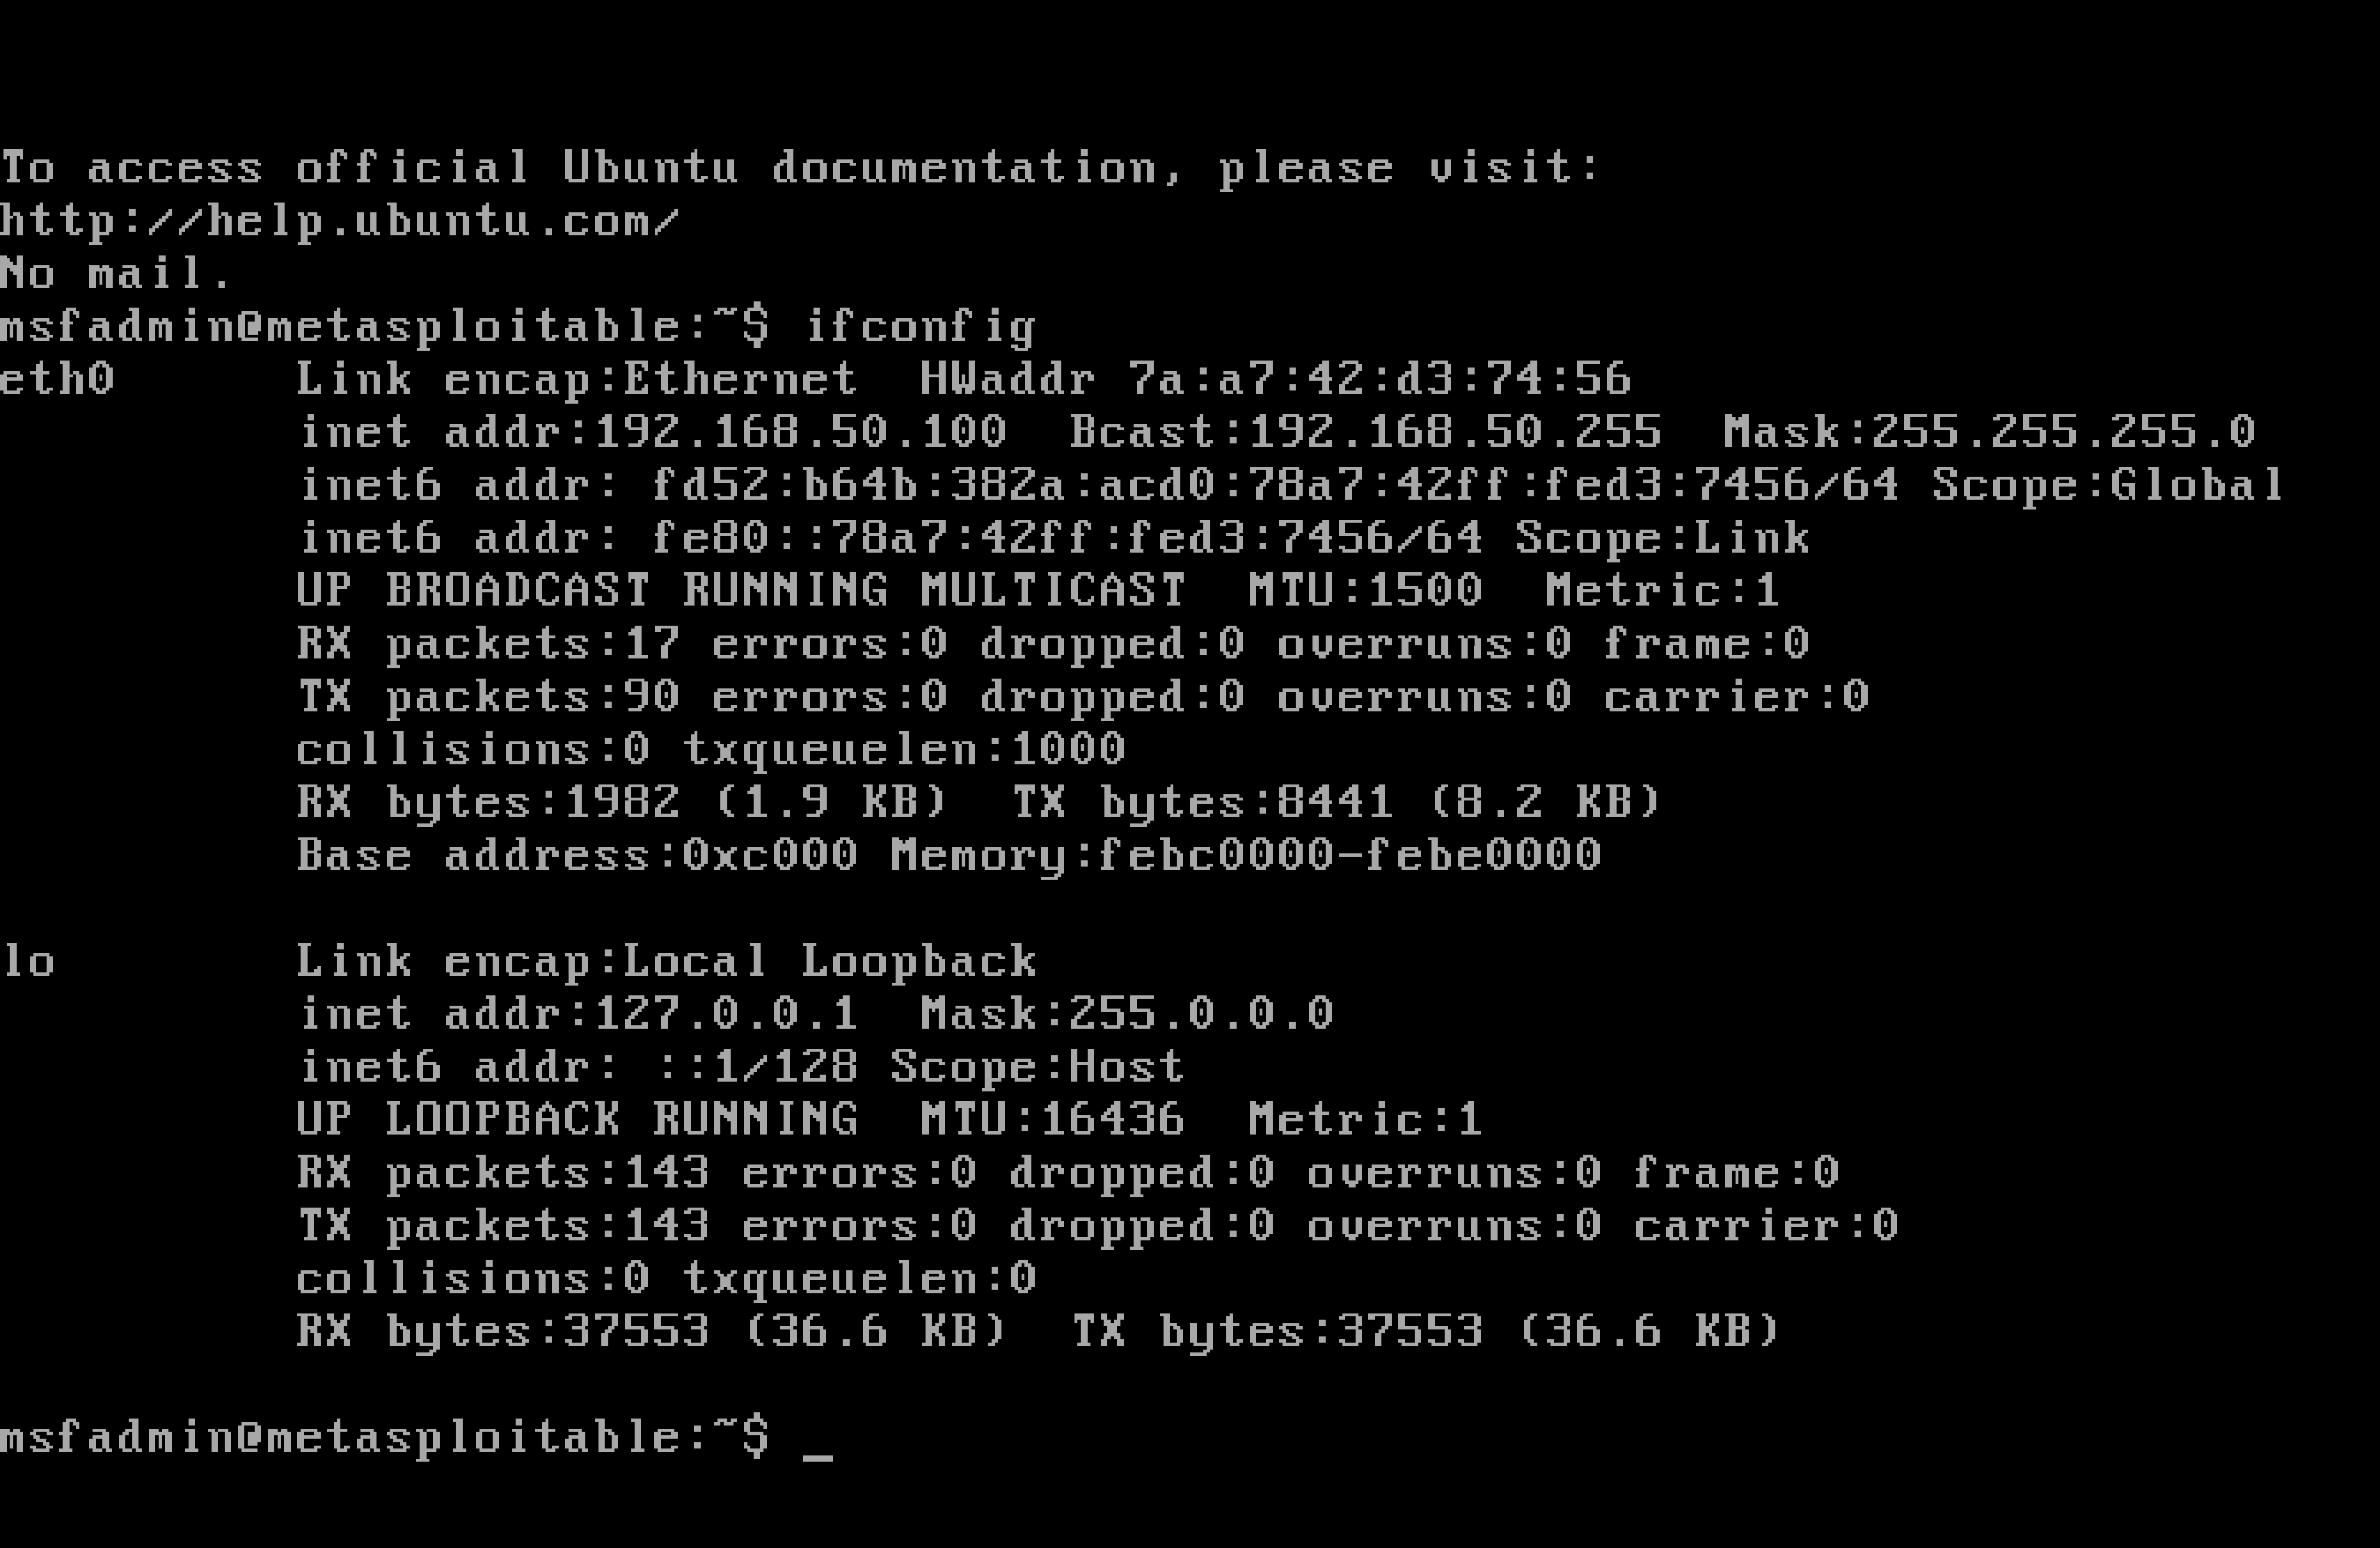 To access official Ubuntu documentation, please visit:
http://help.ubuntu.com/
No mail.
msfadmin@metasploitable:~$ ifconfig
eth0      Link encap:Ethernet  HWaddr 7a:a7:42:d3:74:56
          inet addr:192.168.50.100  Bcast:192.168.50.255  Mask:255.255.255.0
          inet6 addr: fd52:b64b:382a:acd0:78a7:42ff:fed3:7456/64 Scope:Global
          inet6 addr: fe80::78a7:42ff:fed3:7456/64 Scope:Link
          UP BROADCAST RUNNING MULTICAST  MTU:1500  Metric:1
          RX packets:17 errors:0 dropped:0 overruns:0 frame:0
          TX packets:90 errors:0 dropped:0 overruns:0 carrier:0
          collisions:0 txqueuelen:1000
          RX bytes:1982 (1.9 KB)  TX bytes:8441 (8.2 KB)
          Base address:0xc000 Memory:febc0000-febe0000

lo        Link encap:Local Loopback
          inet addr:127.0.0.1  Mask:255.0.0.0
          inet6 addr: ::1/128 Scope:Host
          UP LOOPBACK RUNNING  MTU:16436  Metric:1
          RX packets:143 errors:0 dropped:0 overruns:0 frame:0
          TX packets:143 errors:0 dropped:0 overruns:0 carrier:0
          collisions:0 txqueuelen:0
          RX bytes:37553 (36.6 KB)  TX bytes:37553 (36.6 KB)

msfadmin@metasploitable:~$ _